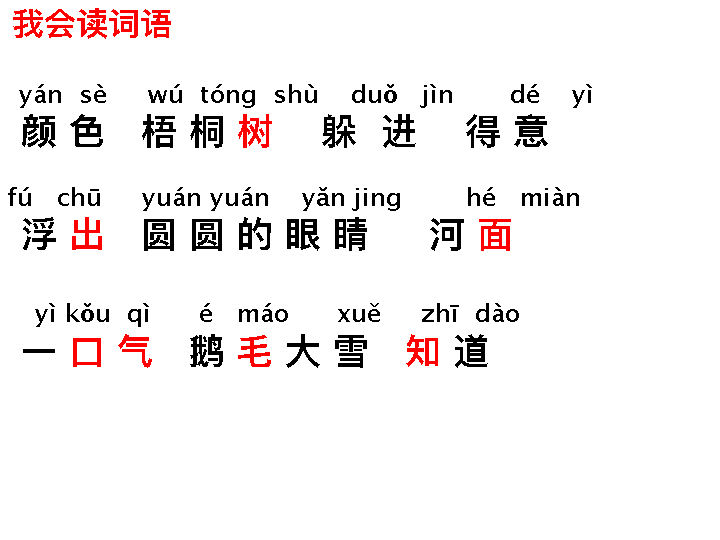 我会读词语
yán sè wú tóng shù duǒ jìn dé yì
颜色 梧桐树 躲进 得意
fú chū yuán yuán yǎn jing hé miàn
浮出 圆圆的眼睛 河面
yì kǒu qì é máo xuě zhī dào
一口气 鹅毛大雪 知道